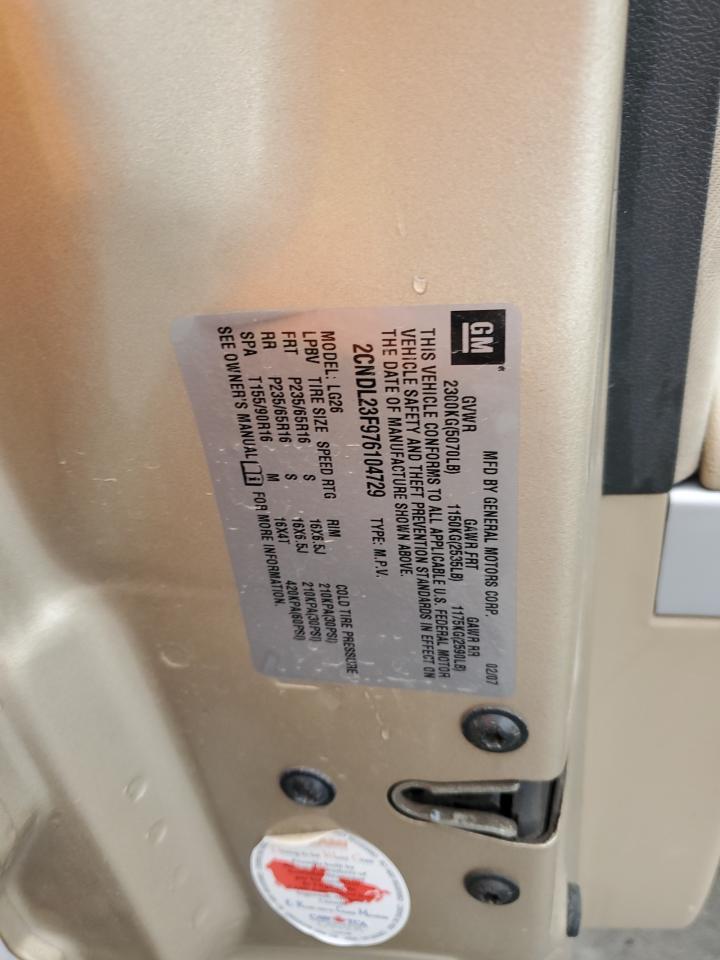 GM
MFD BY GENERAL MOTORS CORP. 02/07
GVWR GAWR FRT GAWR RR
2300KG(5070LB) 1150KG(2535LB) 1175KG(2590LB)
THIS VEHICLE CONFORMS TO ALL APPLICABLE U.S. FEDERAL MOTOR
VEHICLE SAFETY AND THEFT PREVENTION STANDARDS IN EFFECT ON
THE DATE OF MANUFACTURE SHOWN ABOVE.
2CNDL23F976104729 TYPE: M.P.V.
MODEL: LG26
LPBV TIRE SIZE SPEED RTG RIM COLD TIRE PRESSURE
FRT P235/65R16 S 16X6.5J 210KPA(30PSI)
RR P235/65R16 S 16X6.5J 210KPA(30PSI)
SPA T155/90R16 M 16X4T 420KPA(60PSI)
SEE OWNER'S MANUAL i FOR MORE INFORMATION.
CAW TCA